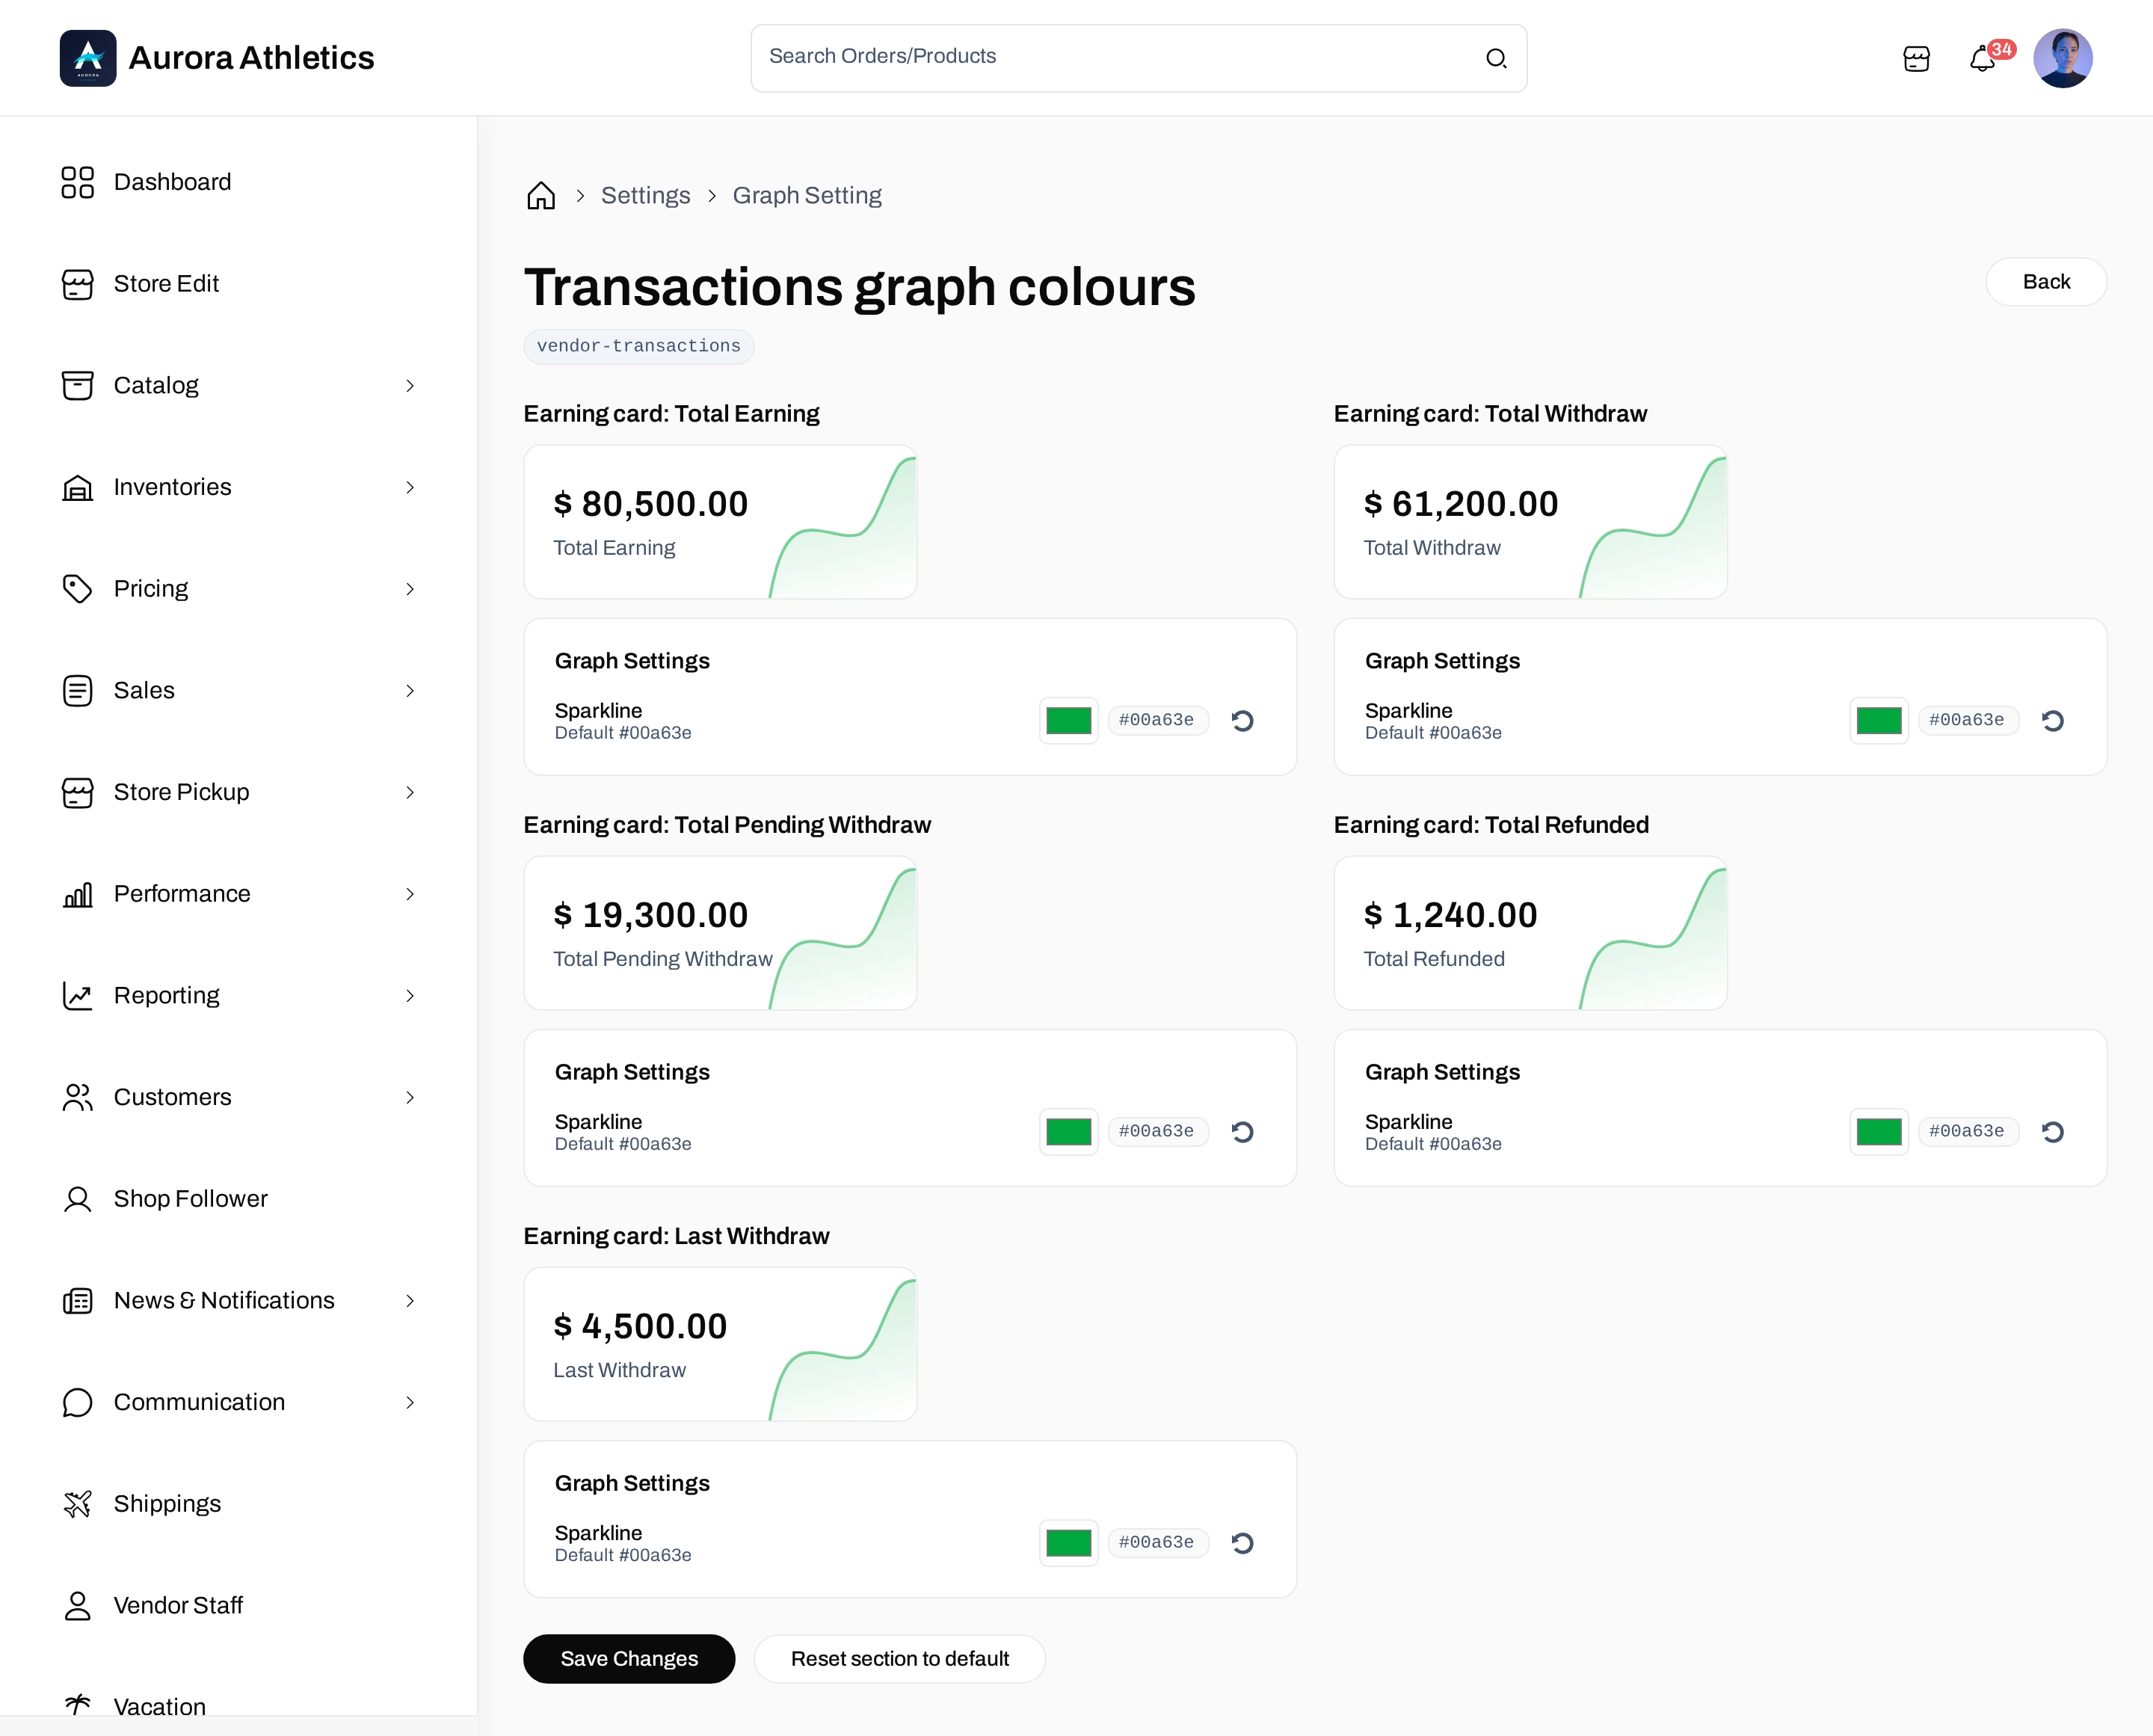 AURORA
Aurora Athletics
Search Orders/Products
34
Dashboard
Store Edit
Catalog
Inventories
Pricing
Sales
Store Pickup
Performance
Reporting
Customers
Shop Follower
News & Notifications
Communication
Shippings
Vendor Staff
Vacation
Settings
Graph Setting
Transactions graph colours
Back
vendor-transactions
Earning card: Total Earning
$ 80,500.00
Total Earning
Graph Settings
Sparkline
Default #00a63e
#00a63e
Earning card: Total Withdraw
$ 61,200.00
Total Withdraw
Graph Settings
Sparkline
Default #00a63e
#00a63e
Earning card: Total Pending Withdraw
$ 19,300.00
Total Pending Withdraw
Graph Settings
Sparkline
Default #00a63e
#00a63e
Earning card: Total Refunded
$ 1,240.00
Total Refunded
Graph Settings
Sparkline
Default #00a63e
#00a63e
Earning card: Last Withdraw
$ 4,500.00
Last Withdraw
Graph Settings
Sparkline
Default #00a63e
#00a63e
Save Changes
Reset section to default